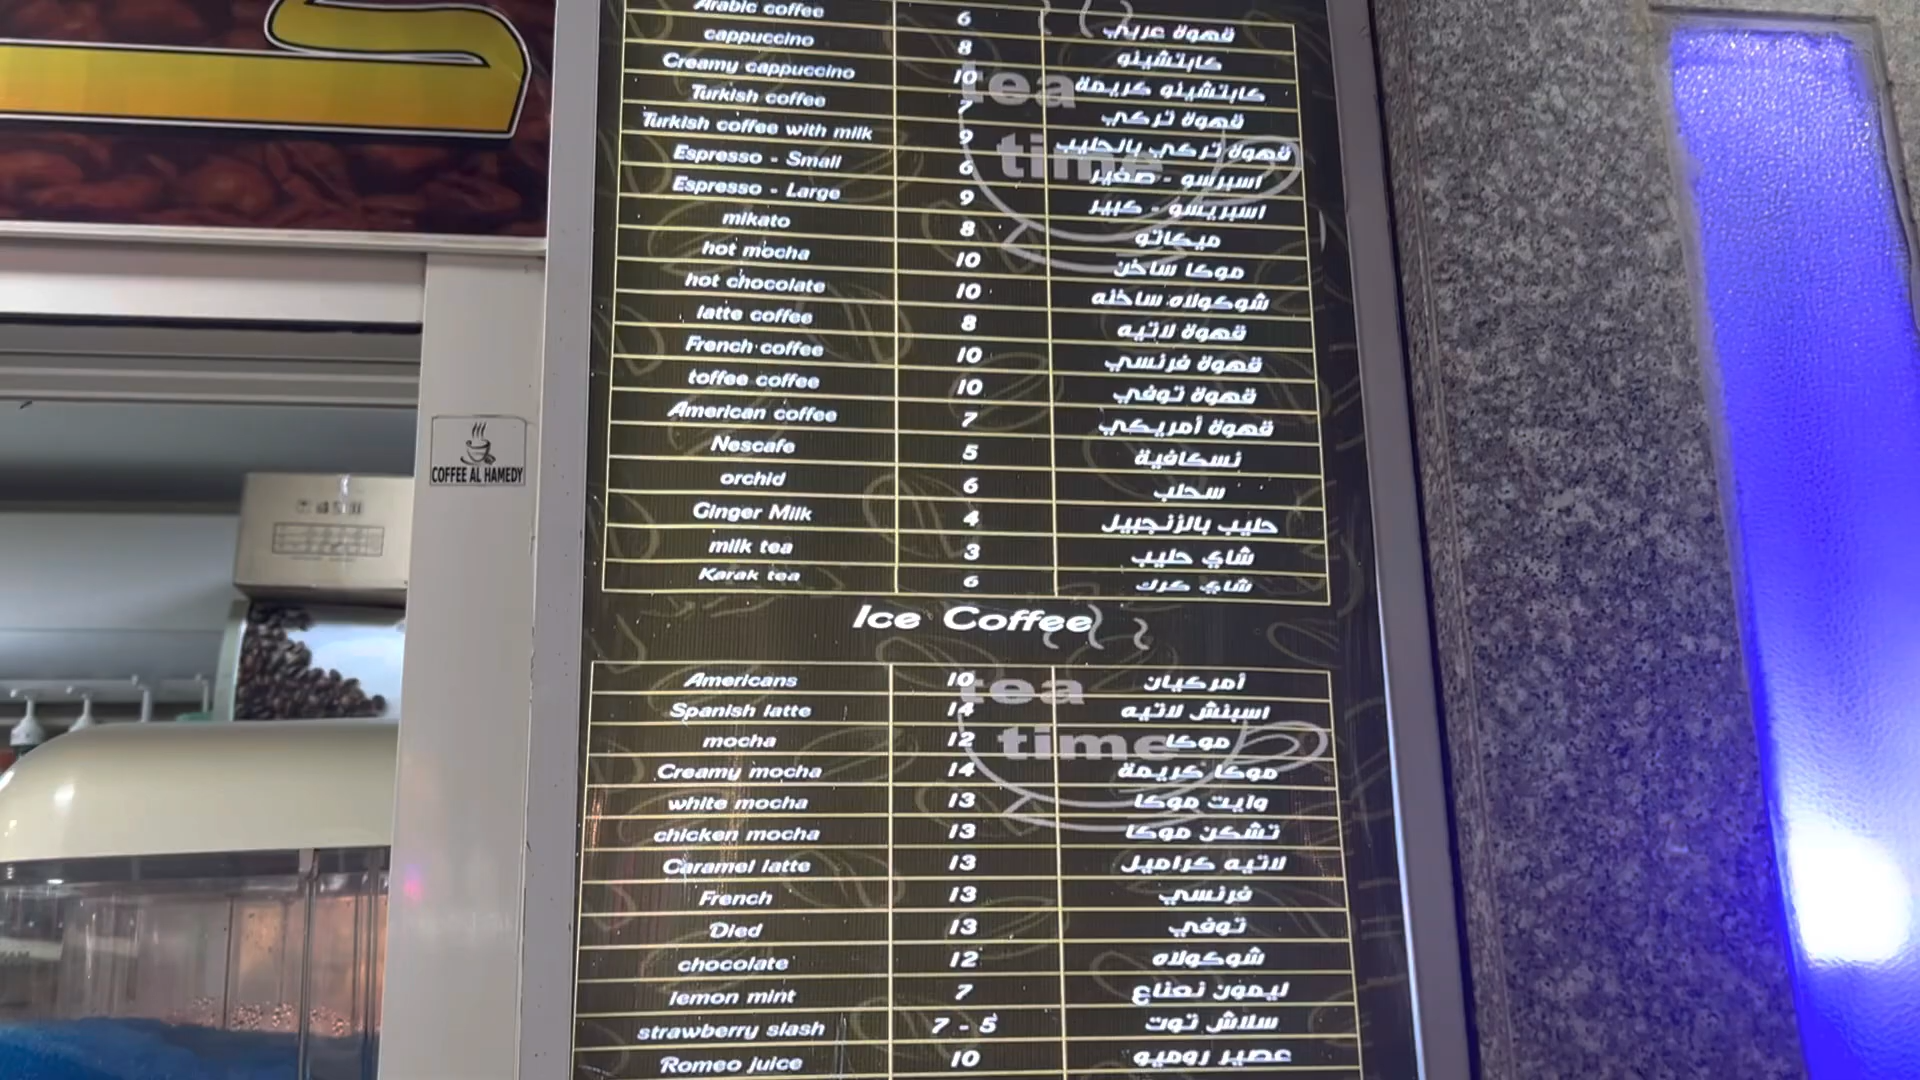 Arabic coffee 6 قهوة عربي
cappuccino 8 كابتشينو
Creamy cappuccino 10 كابتشينو كريمة
Turkish coffee 7 قهوة تركي
Turkish coffee with milk 9 قهوة تركي بالحليب
Espresso - Small 6 اسبرسو - صغير
Espresso - Large 9 اسبريسو - كبير
mikato 8 ميكاتو
hot mocha 10 موكا ساخن
hot chocolate 10 شوكولاه ساخنه
latte coffee 8 قهوة لاتيه
French coffee 10 قهوة فرنسي
toffee coffee 10 قهوة توفي
American coffee 7 قهوة أمريكي
Nescafe 5 نسكافية
orchid 6 سحلب
Ginger Milk 4 حليب بالزنجبيل
milk tea 3 شاي حليب
Karak tea 6 شاي كرك
tea
time
COFFEE AL HAMEDY
Ice Coffee
Americans 10 أمركيان
Spanish latte 14 اسبنش لاتيه
mocha 12 موكا
Creamy mocha 14 موكا كريمة
white mocha 13 وايت موكا
chicken mocha 13 تشكن موكا
Caramel latte 13 لاتيه كراميل
French 13 فرنسي
Died 13 توفي
chocolate 12 شوكولاه
lemon mint 7 ليمون نعناع
strawberry slash 7 - 5 سلاش توت
Romeo juice 10 عصير روميو
tea
time